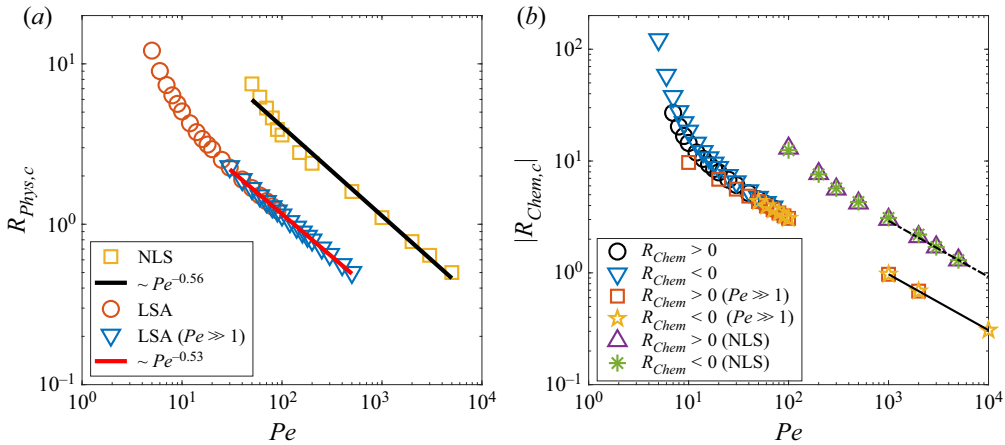 (a)
R_{Phys,c}
10^1
10^0
10^{-1}
NLS
~ Pe^{-0.56}
LSA
LSA (Pe ≫ 1)
~ Pe^{-0.53}
10^0 10^1 10^2 10^3 10^4
Pe
(b)
|R_{Chem,c}|
10^2
10^1
10^0
10^{-1}
R_{Chem} > 0
R_{Chem} < 0
R_{Chem} > 0 (Pe ≫ 1)
R_{Chem} < 0 (Pe ≫ 1)
R_{Chem} > 0 (NLS)
R_{Chem} < 0 (NLS)
10^0 10^1 10^2 10^3 10^4
Pe